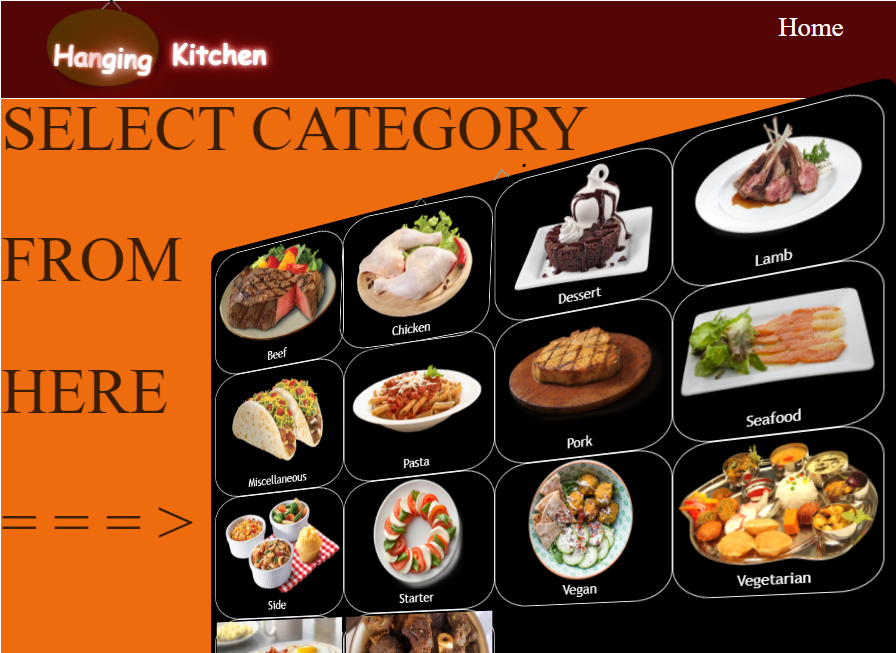 Hanging Kitchen
Home
SELECT CATEGORY
FROM
HERE
===>
Beef
Chicken
Dessert
Lamb
Miscellaneous
Pasta
Pork
Seafood
Side
Starter
Vegan
Vegetarian